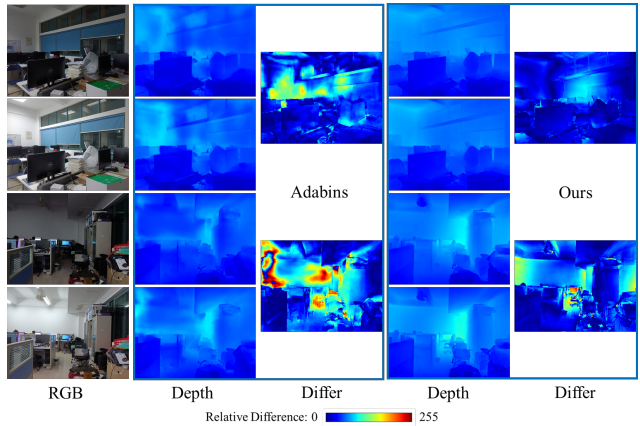 Adabins
Ours
RGB
Depth
Differ
Depth
Differ
Relative Difference: 0
255